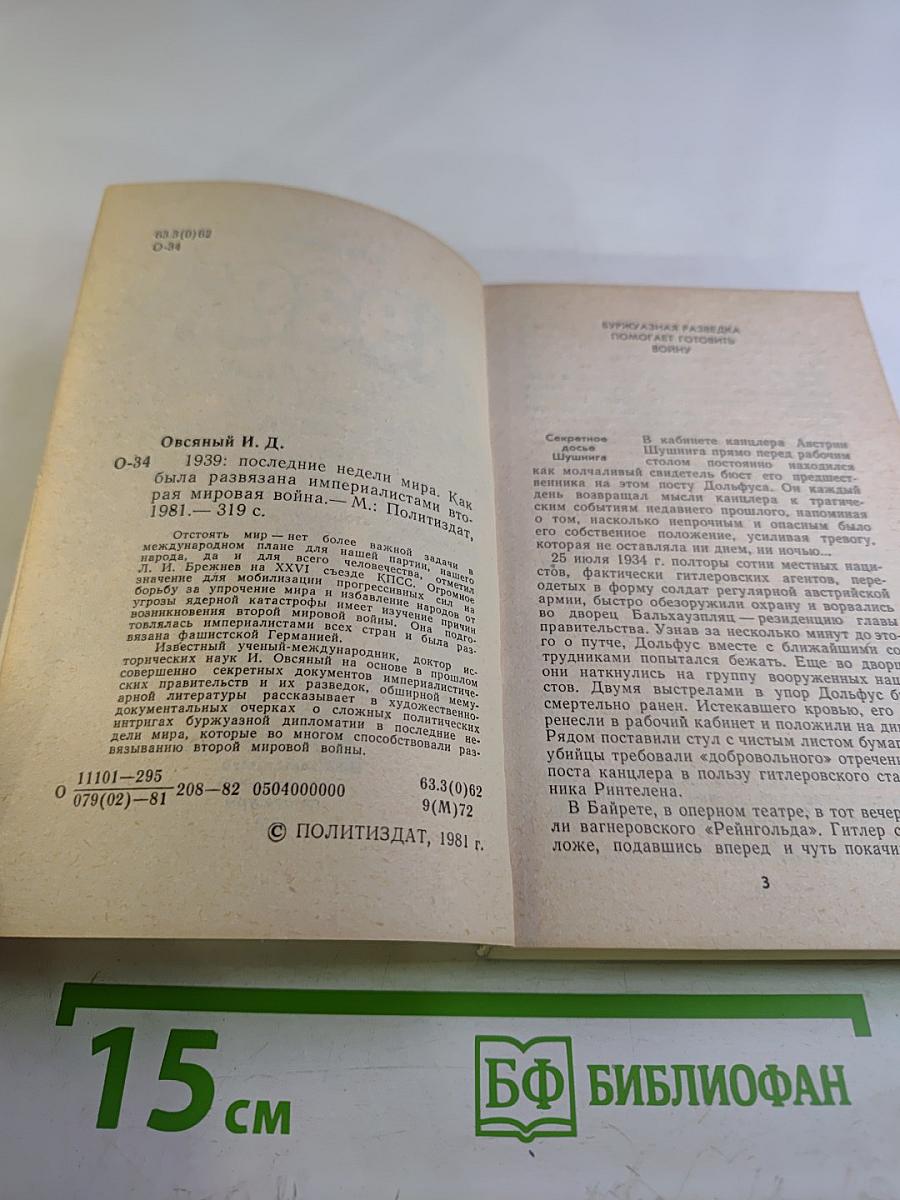 63.3(0)62
О-34
Овсяный И. Д.
О-34 1939: последние недели мира. Как
была развязана империалистами вто-
рая мировая война.— М.: Политиздат,
1981.— 319 с.
Отстоять мир — нет более важной задачи в
международном плане для нашей партии, нашего
народа, да и для всего человечества, отметил
Л. И. Брежнев на XXVI съезде КПСС. Огромное
значение для мобилизации прогрессивных сил на
борьбу за упрочение мира и избавление народов от
угрозы ядерной катастрофы имеет изучение причин
возникновения второй мировой войны. Она подго-
товлялась империалистами всех стран и была раз-
вязана фашистской Германией.
Известный ученый-международник, доктор ис-
торических наук И. Овсяный на основе в прошлом
совершенно секретных документов империалистиче-
ских правительств и их разведок, обширной мему-
арной литературы рассказывает в художественно-
документальных очерках о сложных политических
интригах буржуазной дипломатии в последние не-
дели мира, которые во многом способствовали раз-
вязыванию второй мировой войны.
О 11101—295
079(02)—81 208—82 0504000000
63.3(0)62
9(М)72
© ПОЛИТИЗДАТ, 1981 г.
БУРЖУАЗНАЯ РАЗВЕДКА
ПОМОГАЕТ ГОТОВИТЬ
ВОЙНУ
Секретное
досье
Шушнига
В кабинете канцлера Австрии
Шушнига прямо перед рабочим
столом постоянно находился
как молчаливый свидетель бюст его предшест-
венника на этом посту Дольфуса. Он каждый
день возвращал мысли канцлера к трагиче-
ским событиям недавнего прошлого, напоминая
о том, насколько непрочным и опасным было
его собственное положение, усиливая тревогу,
которая не оставляла ни днем, ни ночью...
25 июля 1934 г. полторы сотни местных наци-
стов, фактически гитлеровских агентов, пере-
одетых в форму солдат регулярной австрийской
армии, быстро обезоружили охрану и ворвались
во дворец Бальхаузплац — резиденцию главы
правительства. Узнав за несколько минут до это-
го о путче, Дольфус вместе с ближайшими со-
трудниками попытался бежать. Еще во дворц
они наткнулись на группу вооруженных нац
стов. Двумя выстрелами в упор Дольфус б
смертельно ранен. Истекавшего кровью, его
ренесли в рабочий кабинет и положили на ди
Рядом поставили стул с чистым листом бумаг
убийцы требовали «добровольного» отречени
поста канцлера в пользу гитлеровского ста
ника Ринтелена.
В Байрете, в оперном театре, в тот вечер
ли вагнеровского «Рейнгольда». Гитлер с
ложе, подавшись вперед и чуть покачи
3
15 см
БФ БИБЛИОФАН